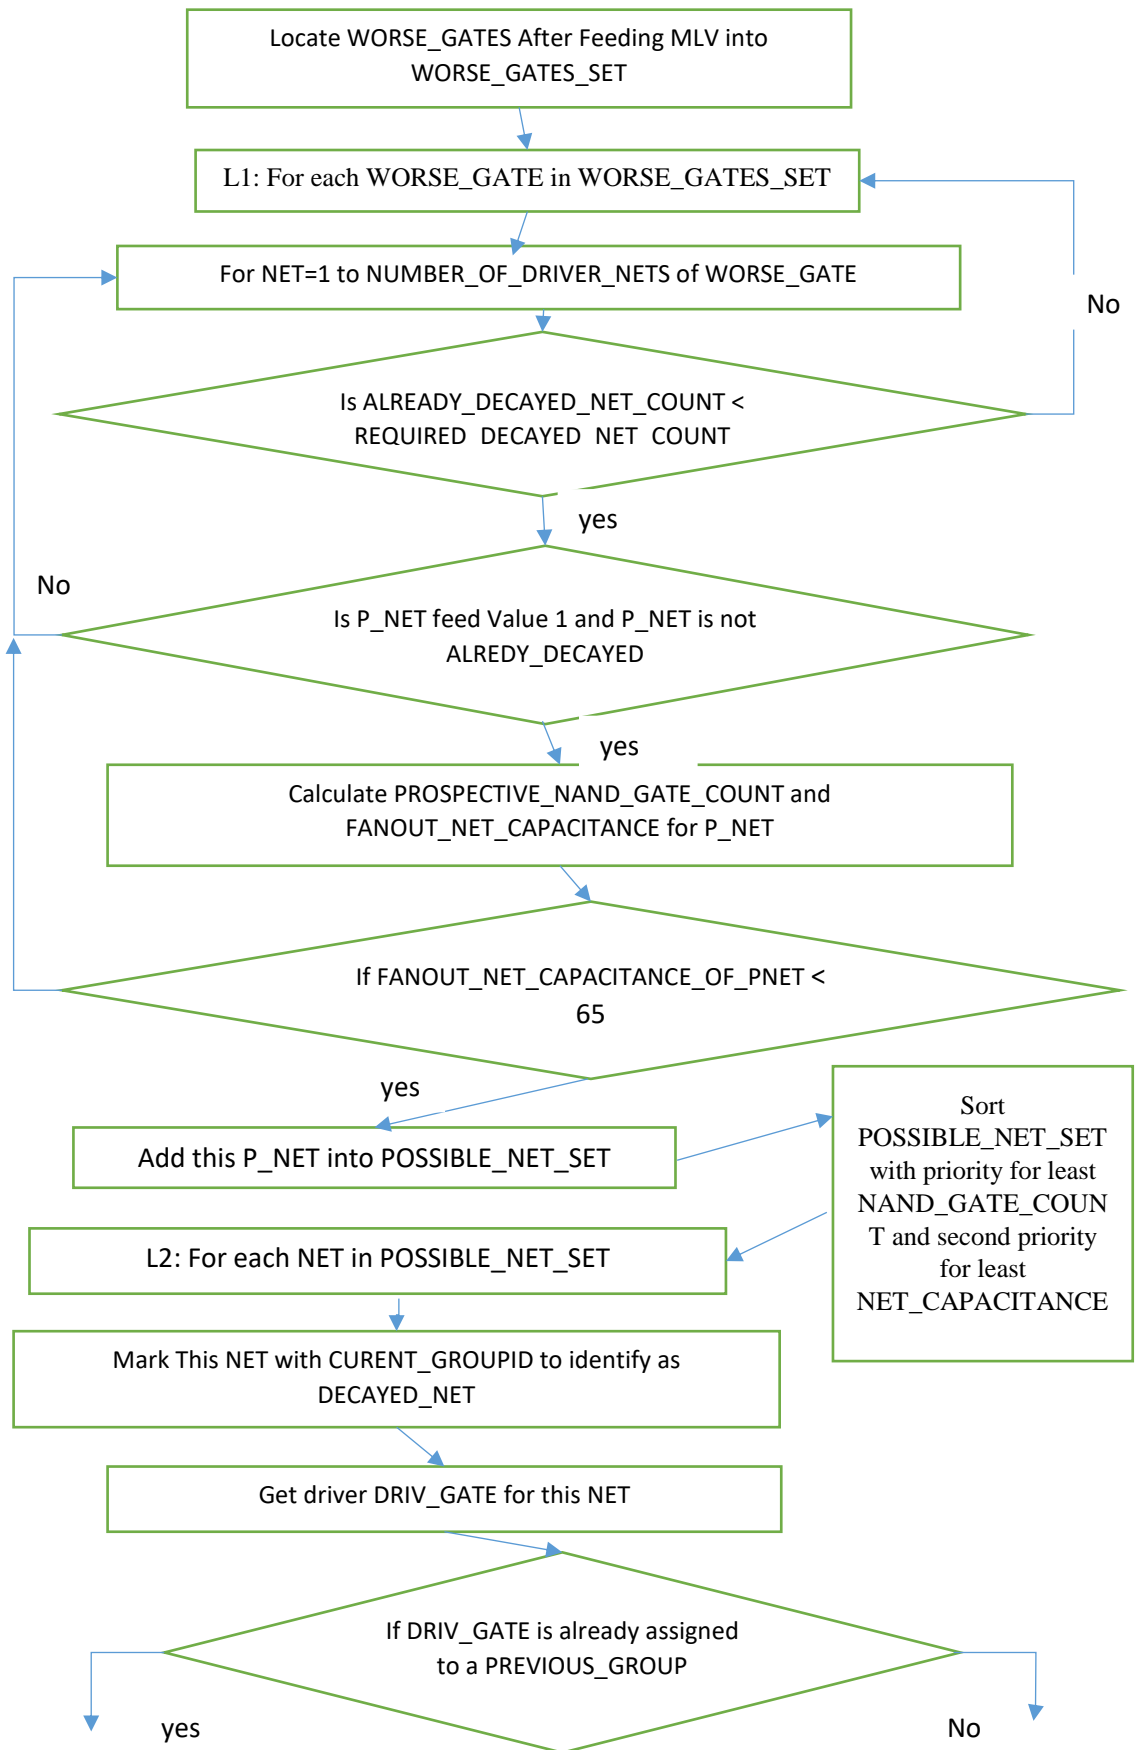 Locate WORSE_GATES After Feeding MLV into
WORSE_GATES_SET
L1: For each WORSE_GATE in WORSE_GATES_SET
For NET=1 to NUMBER_OF_DRIVER_NETS of WORSE_GATE
No
Is ALREADY_DECAYED_NET_COUNT <
REQUIRED_DECAYED_NET_COUNT
yes
No
Is P_NET feed Value 1 and P_NET is not
ALREDY_DECAYED
yes
Calculate PROSPECTIVE_NAND_GATE_COUNT and
FANOUT_NET_CAPACITANCE for P_NET
If FANOUT_NET_CAPACITANCE_OF_PNET <
65
yes
Add this P_NET into POSSIBLE_NET_SET
Sort
POSSIBLE_NET_SET
with priority for least
NAND_GATE_COUN
T and second priority
for least
NET_CAPACITANCE
L2: For each NET in POSSIBLE_NET_SET
Mark This NET with CURENT_GROUPID to identify as
DECAYED_NET
Get driver DRIV_GATE for this NET
If DRIV_GATE is already assigned
to a PREVIOUS_GROUP
yes
No